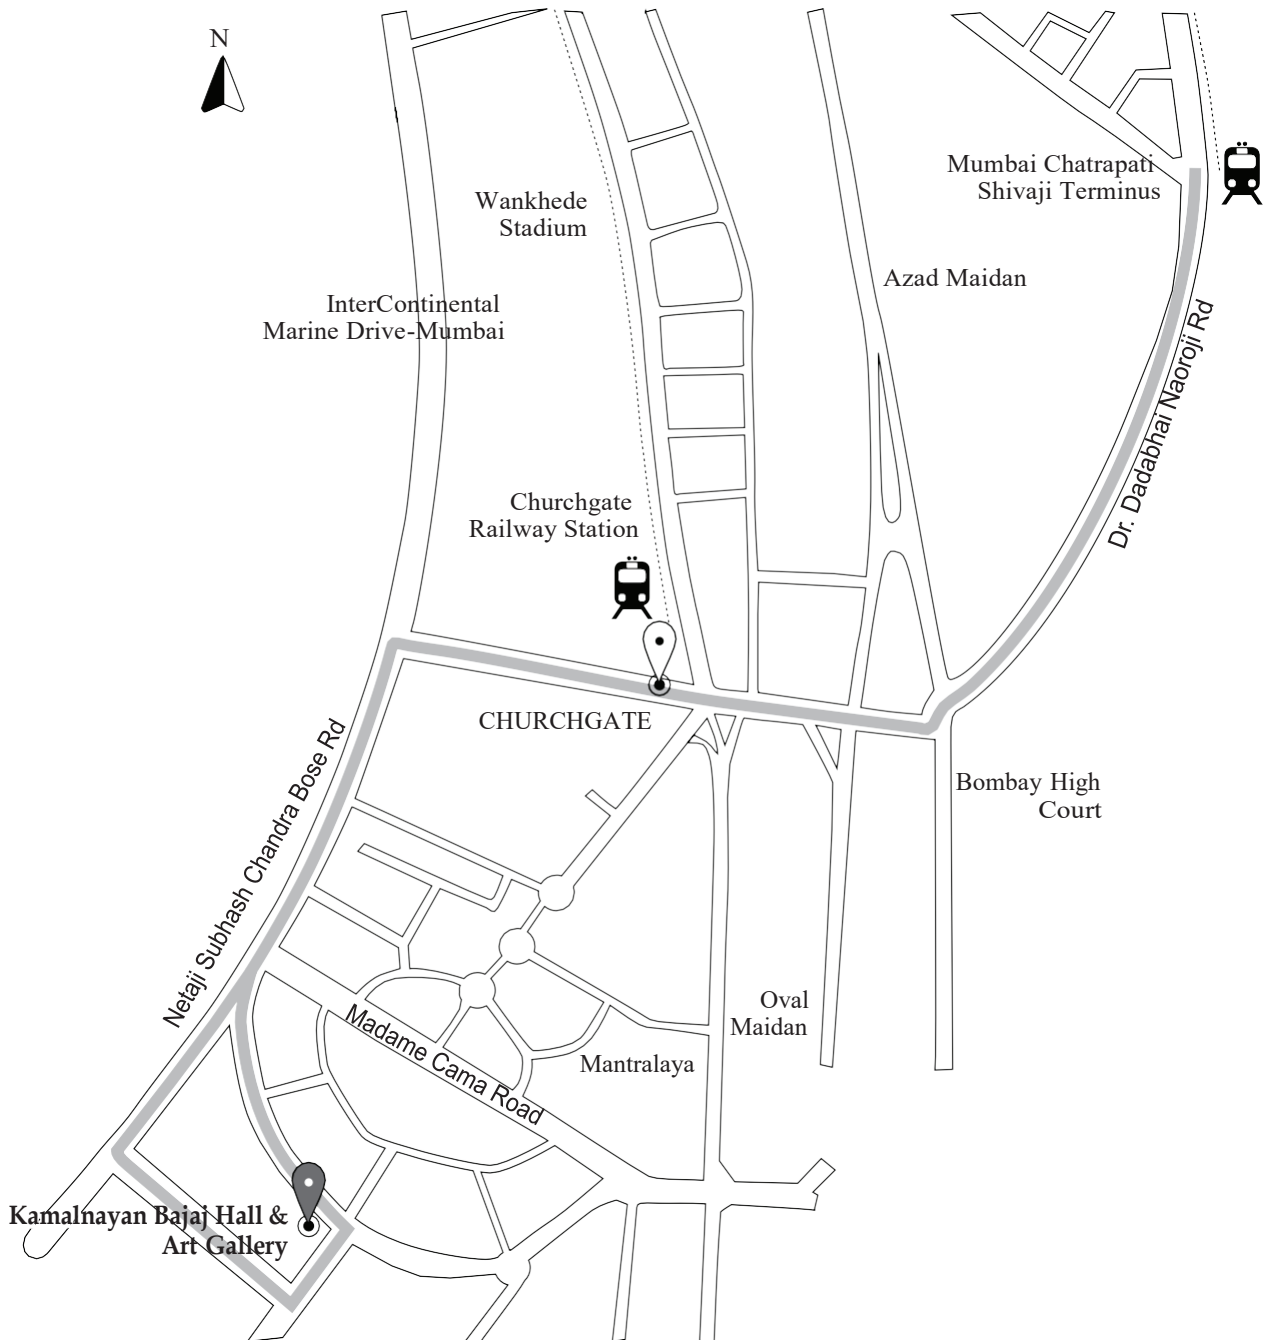 N
Mumbai Chatrapati
Shivaji Terminus
Wankhede
Stadium
Azad Maidan
InterContinental
Marine Drive-Mumbai
Dr. Dadabhai Naoroji Rd
Churchgate
Railway Station
CHURCHGATE
Netaji Subhash Chandra Bose Rd
Bombay High
Court
Oval
Maidan
Madame Cama Road
Mantralaya
Kamalnayan Bajaj Hall &
Art Gallery